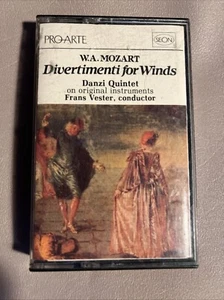 PRO·ARTE
SEON
W.A. MOZART
Divertimenti for Winds
Danzi Quintet
on original instruments
Frans Vester, conductor